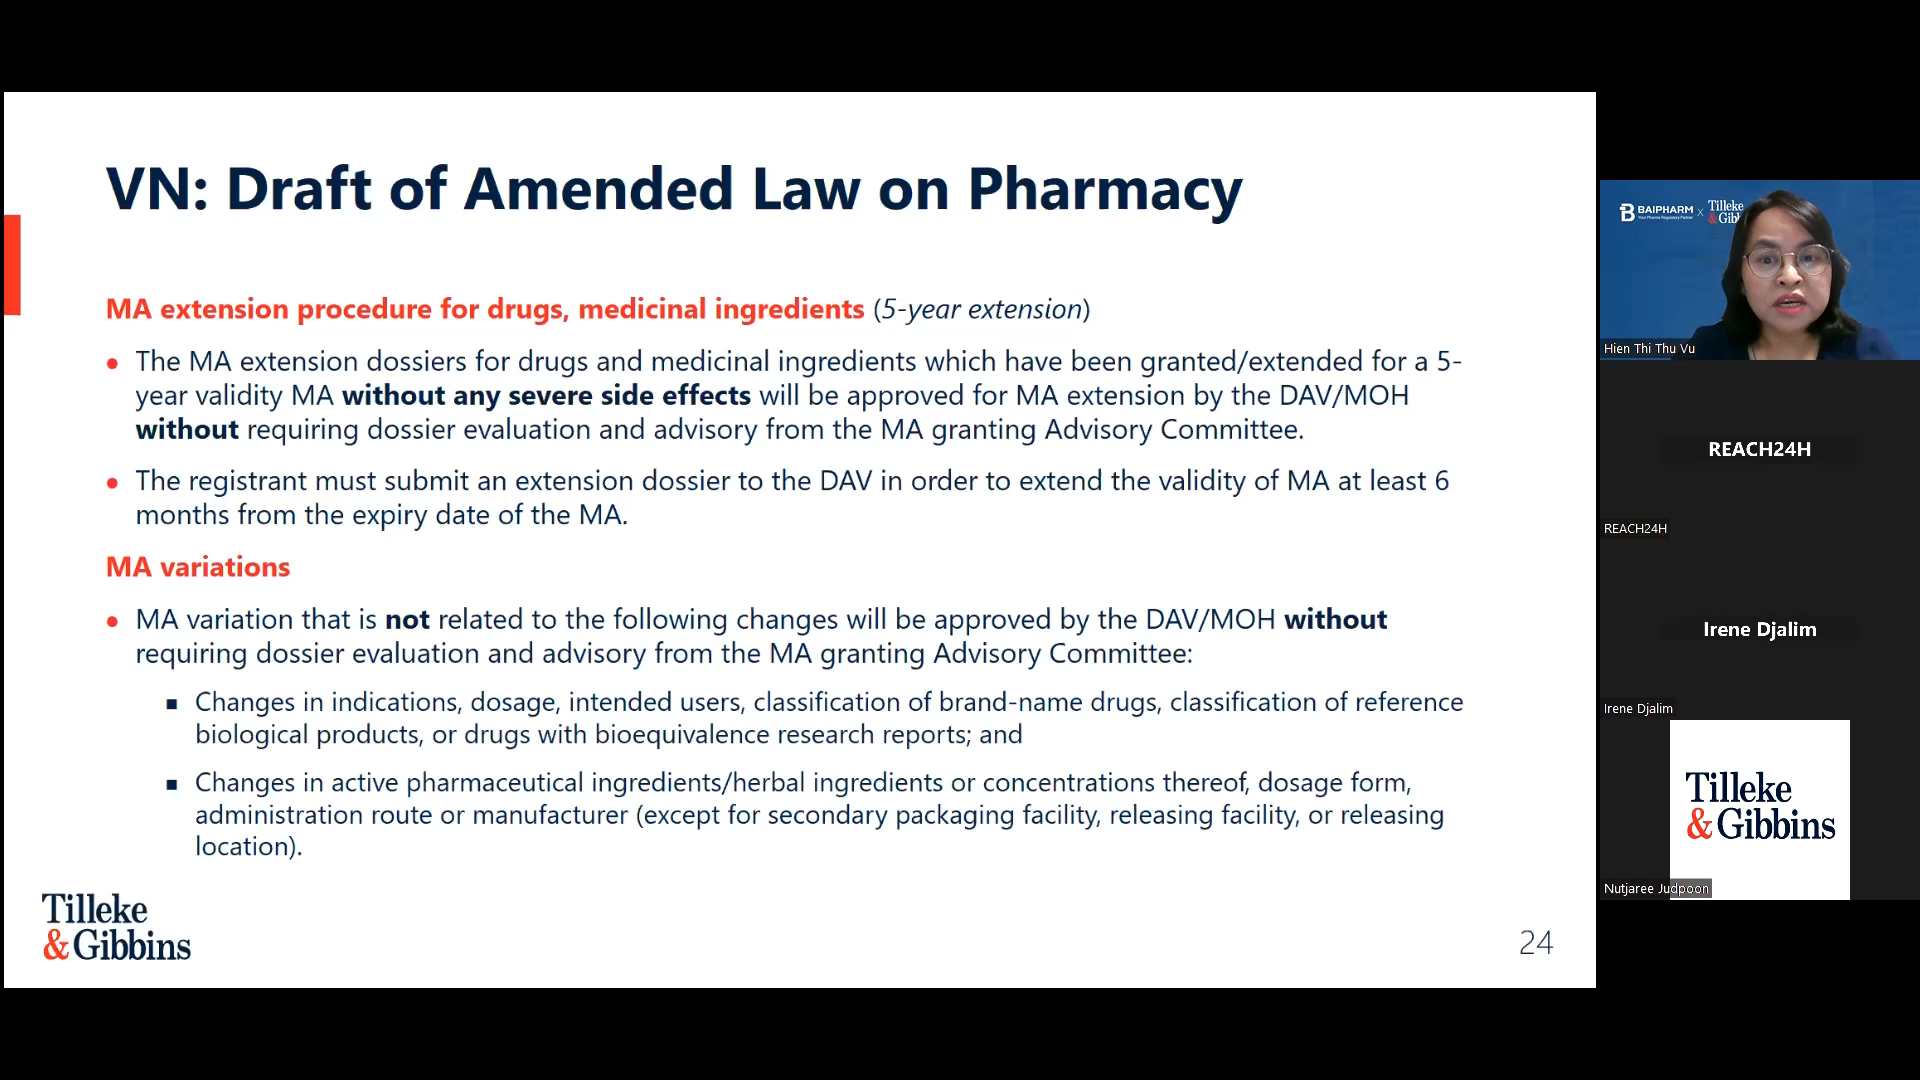 VN: Draft of Amended Law on Pharmacy
MA extension procedure for drugs, medicinal ingredients (5-year extension)
• The MA extension dossiers for drugs and medicinal ingredients which have been granted/extended for a 5-
year validity MA without any severe side effects will be approved for MA extension by the DAV/MOH
without requiring dossier evaluation and advisory from the MA granting Advisory Committee.
• The registrant must submit an extension dossier to the DAV in order to extend the validity of MA at least 6
months from the expiry date of the MA.
MA variations
• MA variation that is not related to the following changes will be approved by the DAV/MOH without
requiring dossier evaluation and advisory from the MA granting Advisory Committee:
▪ Changes in indications, dosage, intended users, classification of brand-name drugs, classification of reference
biological products, or drugs with bioequivalence research reports; and
▪ Changes in active pharmaceutical ingredients/herbal ingredients or concentrations thereof, dosage form,
administration route or manufacturer (except for secondary packaging facility, releasing facility, or releasing
location).
Tilleke
& Gibbins
24
BAIPHARM x Tilleke
Your Pharma Regulatory Partner
& Gibb
Hien Thi Thu Vu
REACH24H
REACH24H
Irene Djalim
Irene Djalim
Tilleke
& Gibbins
Nutjaree Judpoon